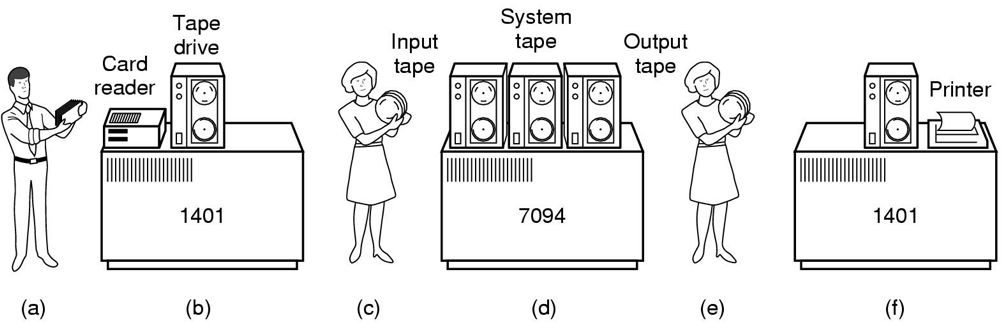 Card
reader
Tape
drive
1401
Input
tape
System
tape
7094
Output
tape
Printer
1401
(a)
(b)
(c)
(d)
(e)
(f)